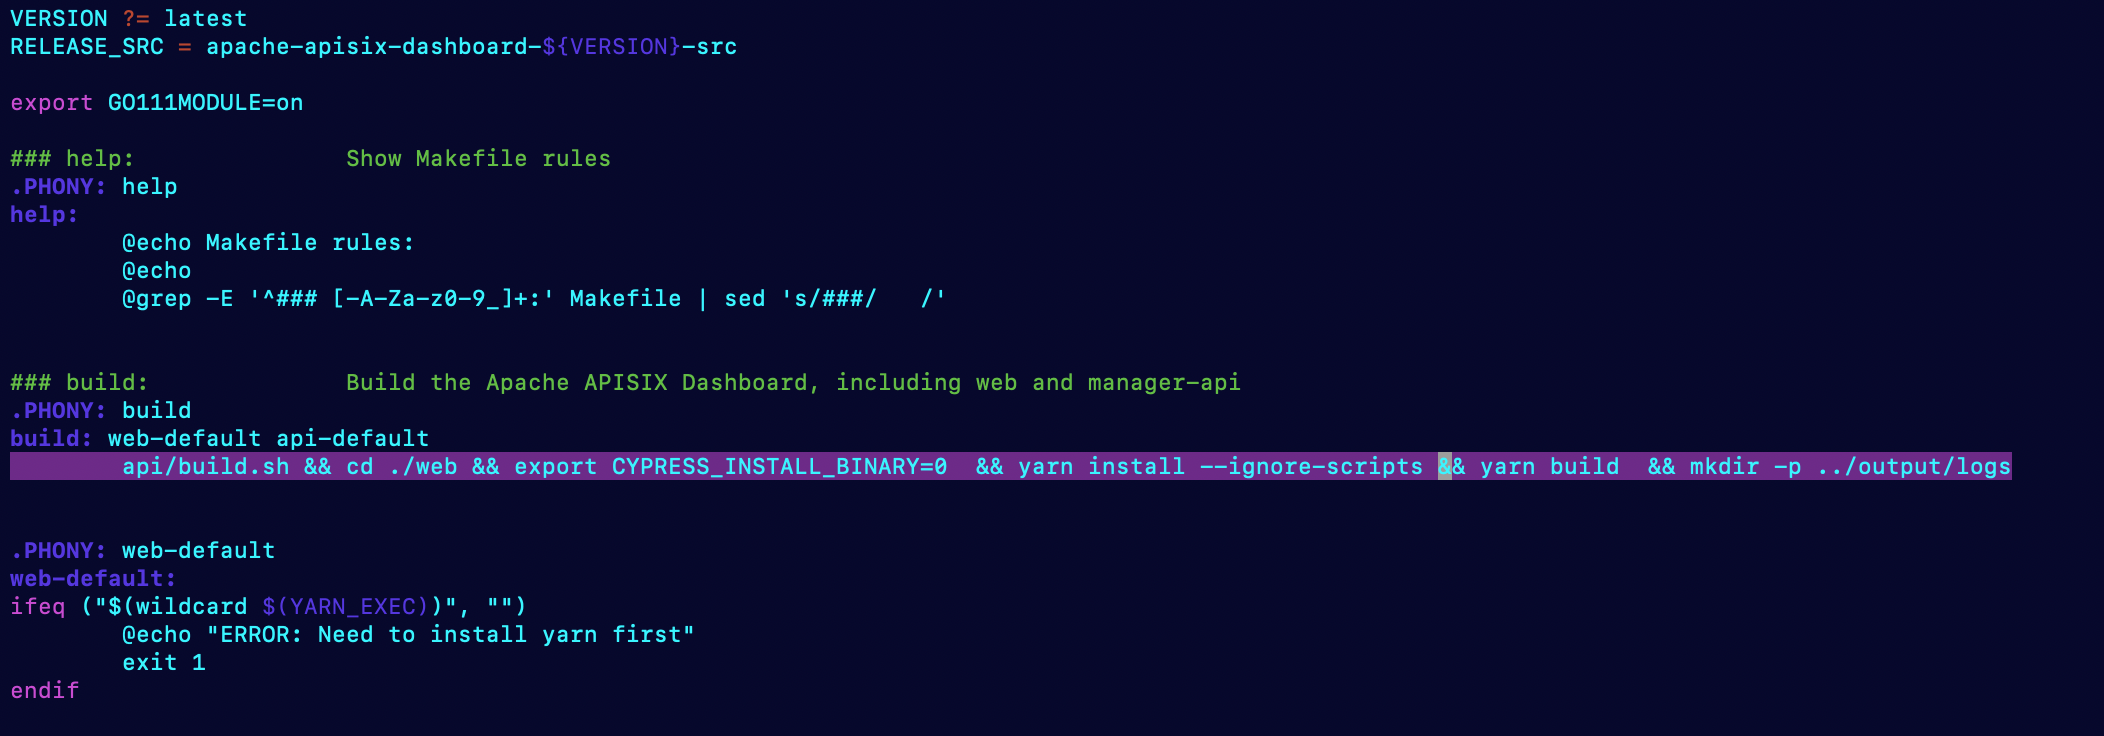 VERSION ?= latest
RELEASE_SRC = apache-apisix-dashboard-${VERSION}-src
export GO111MODULE=on
### help:               Show Makefile rules
.PHONY: help
help:
        @echo Makefile rules:
        @echo
        @grep -E '^### [-A-Za-z0-9_]+:' Makefile | sed 's/###/   /'
### build:              Build the Apache APISIX Dashboard, including web and manager-api
.PHONY: build
build: web-default api-default
        api/build.sh && cd ./web && export CYPRESS_INSTALL_BINARY=0  && yarn install --ignore-scripts && yarn build  && mkdir -p ../output/logs
.PHONY: web-default
web-default:
ifeq ("$(wildcard $(YARN_EXEC))", "")
        @echo "ERROR: Need to install yarn first"
        exit 1
endif